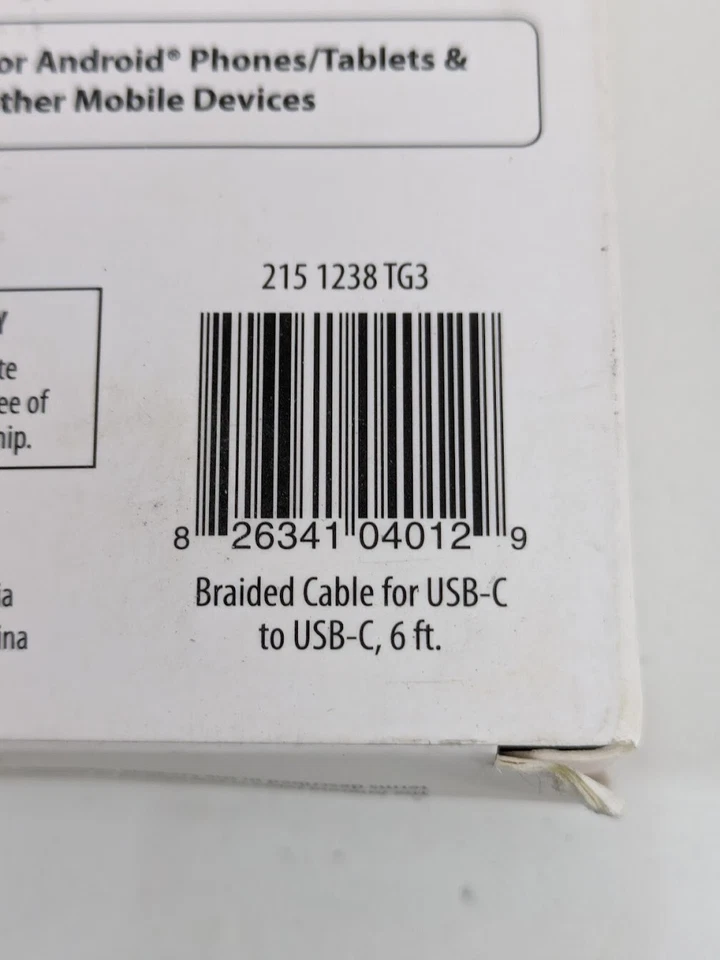 or Android® Phones/Tablets &
ther Mobile Devices
215 1238 TG3
Y
te
ee of
hip.
8 26341 04012 9
ia
ina
Braided Cable for USB-C
to USB-C, 6 ft.